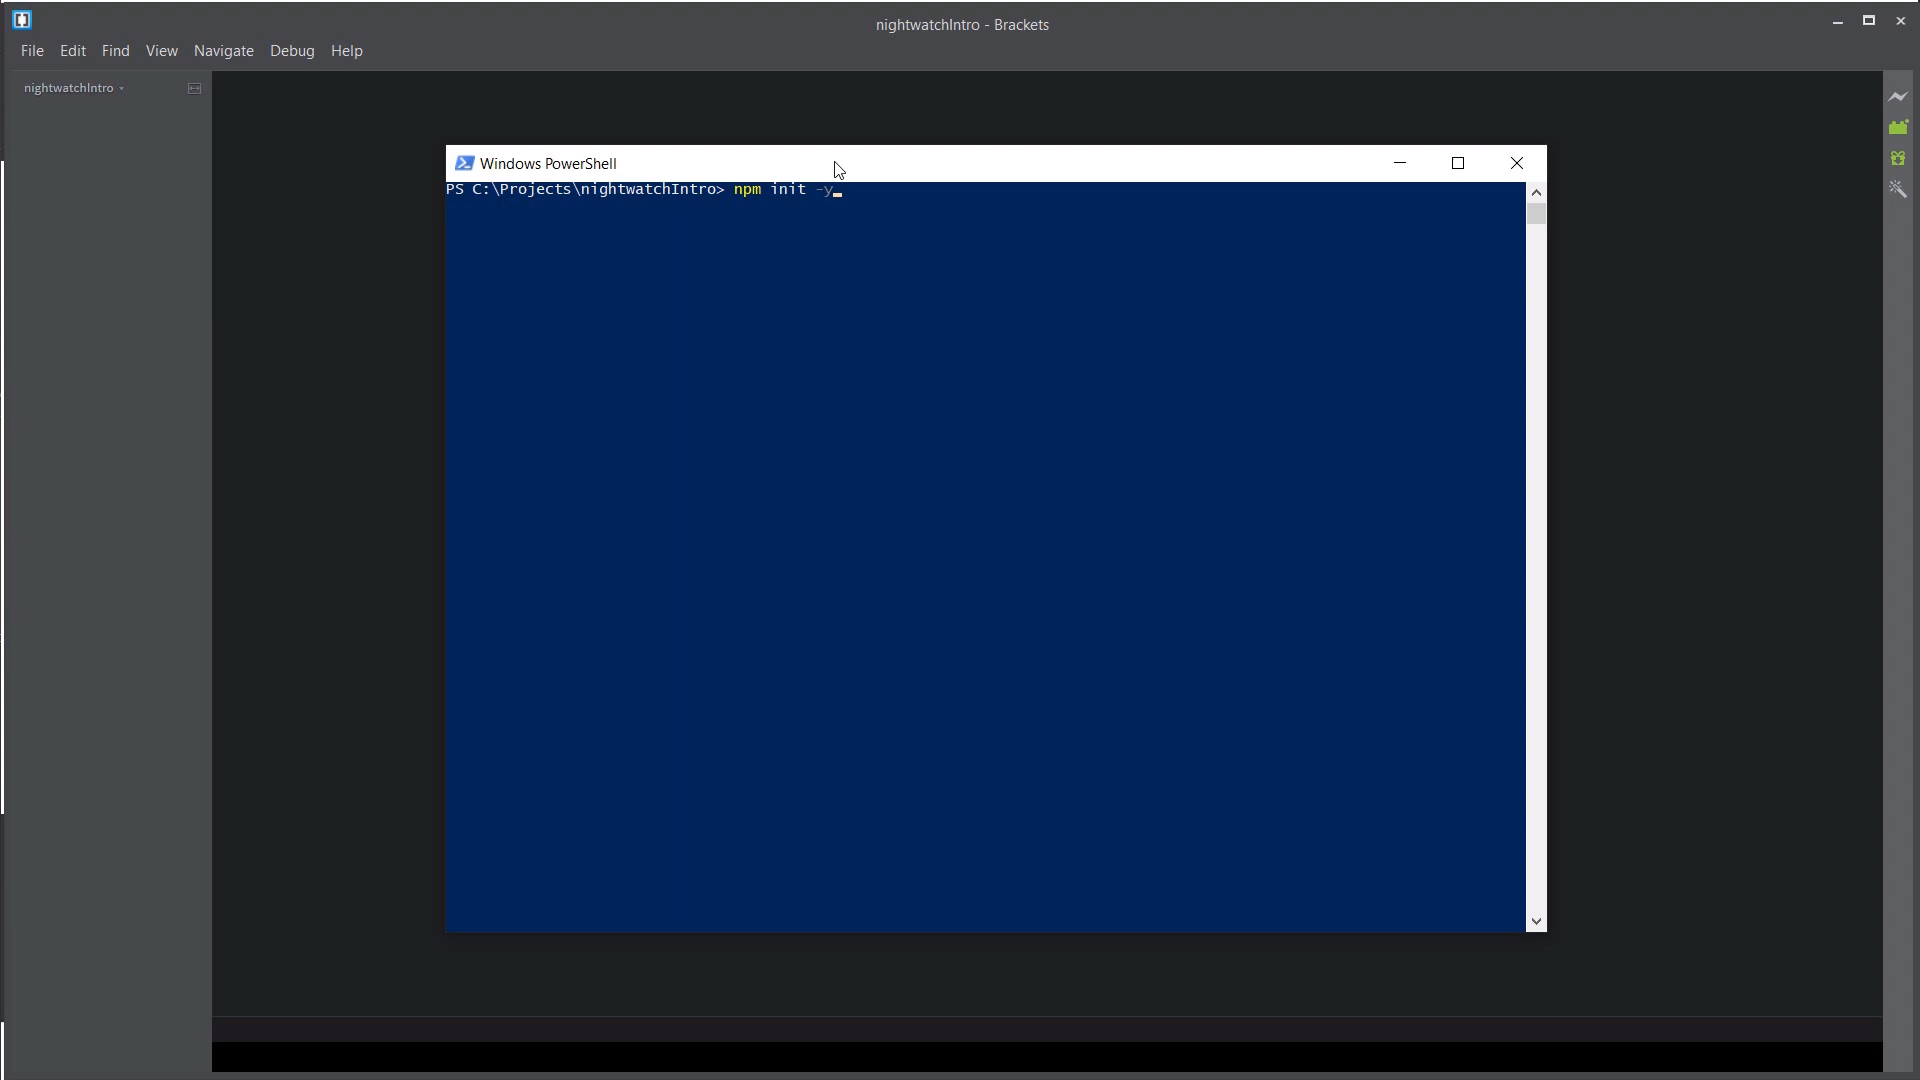 nightwatchIntro - Brackets
File Edit Find View Navigate Debug Help
nightwatchIntro
Windows PowerShell
PS C:\Projects\nightwatchIntro> npm init -y